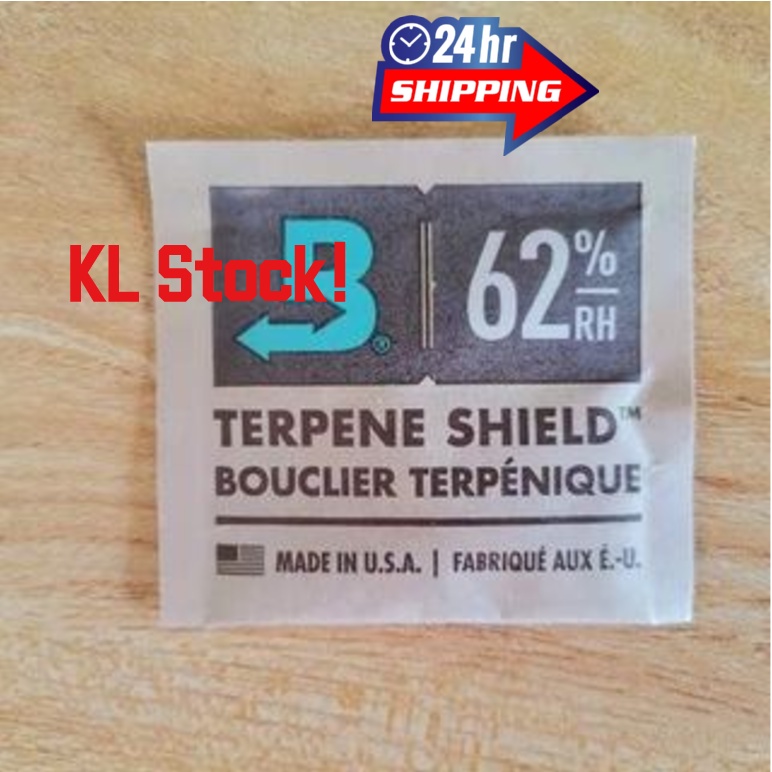 24hr
SHIPPING
KL Stock!
B®
62%
RH
TERPENE SHIELD™
BOUCLIER TERPÉNIQUE
MADE IN U.S.A. | FABRIQUÉ AUX É.-U.